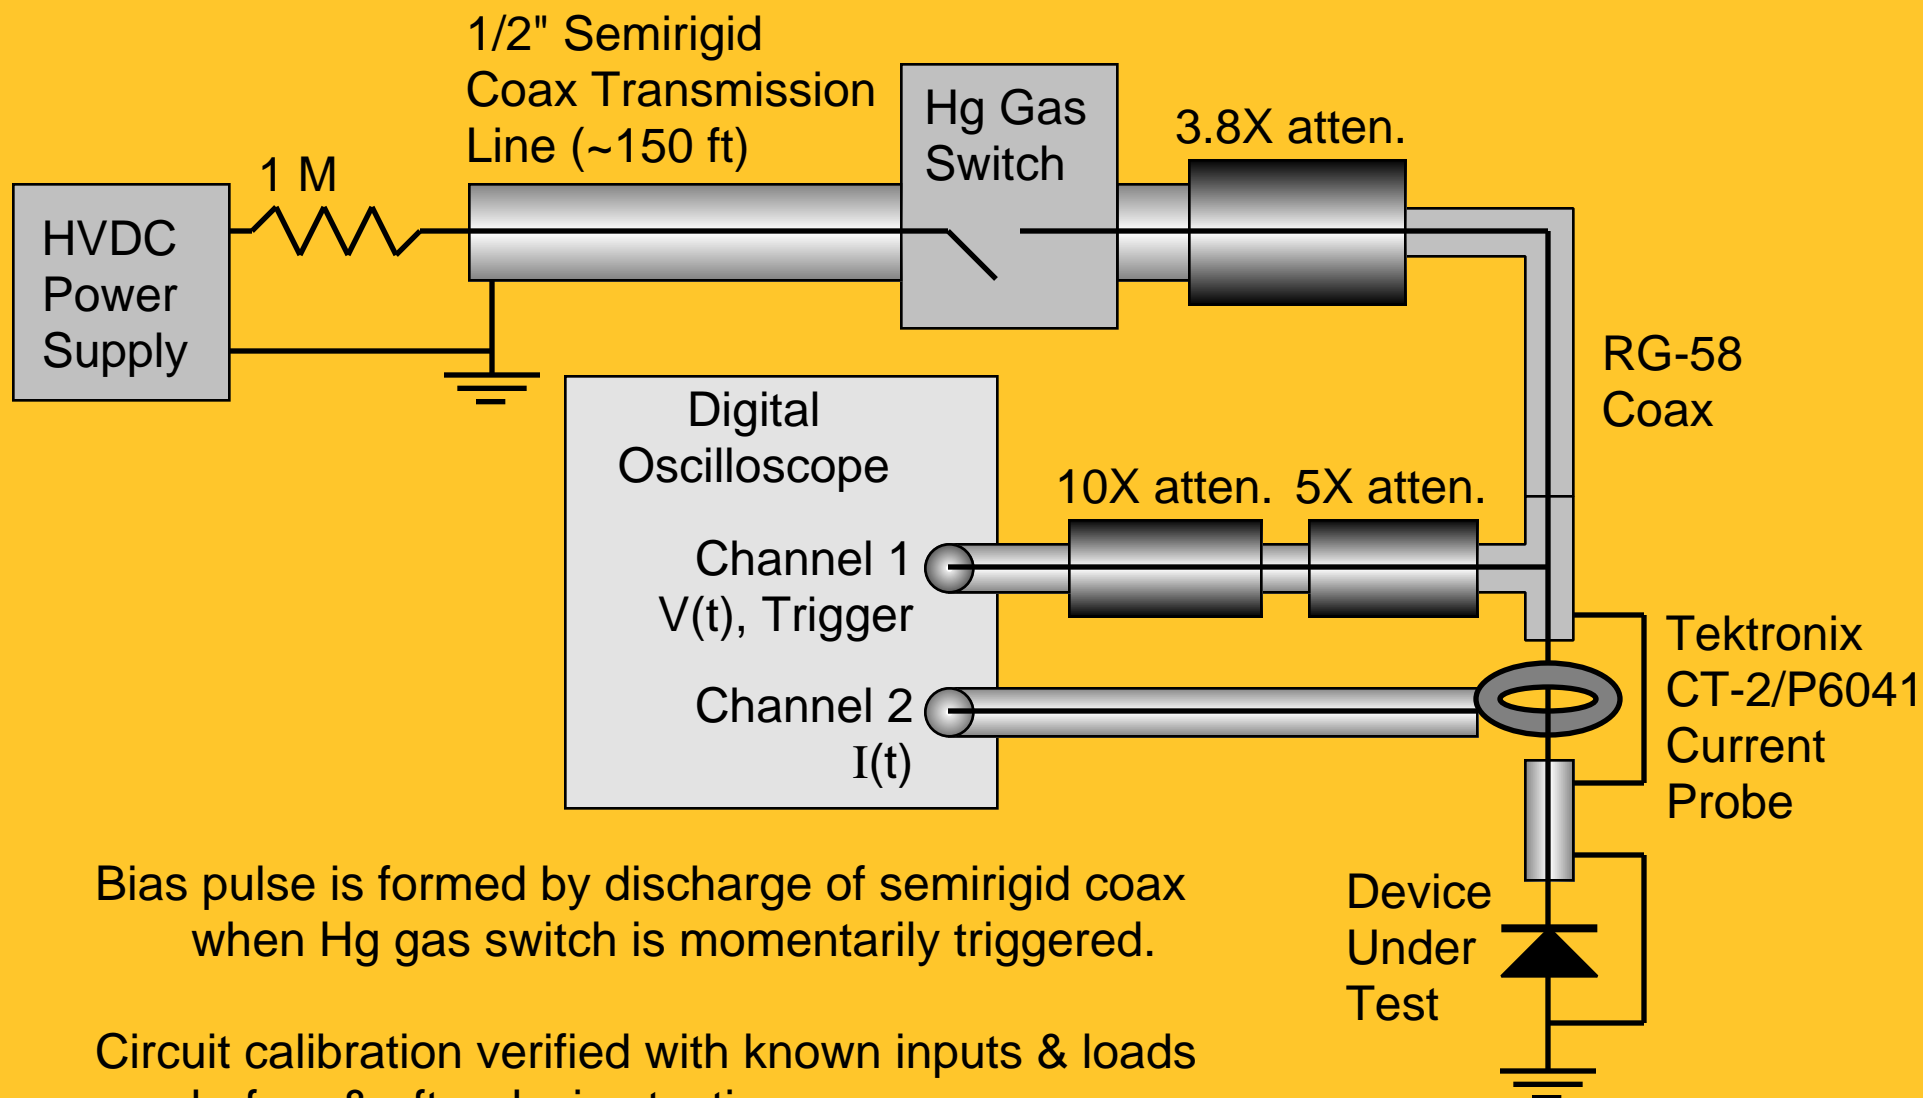 1/2" Semirigid
Coax Transmission
Line (~150 ft)
Hg Gas
Switch
3.8X atten.
1 M
HVDC
Power
Supply
RG-58
Coax
Digital
Oscilloscope
10X atten.
5X atten.
Channel 1
V(t), Trigger
Channel 2
I(t)
Tektronix
CT-2/P6041
Current
Probe
Device
Under
Test
Bias pulse is formed by discharge of semirigid coax
when Hg gas switch is momentarily triggered.
Circuit calibration verified with known inputs & loads